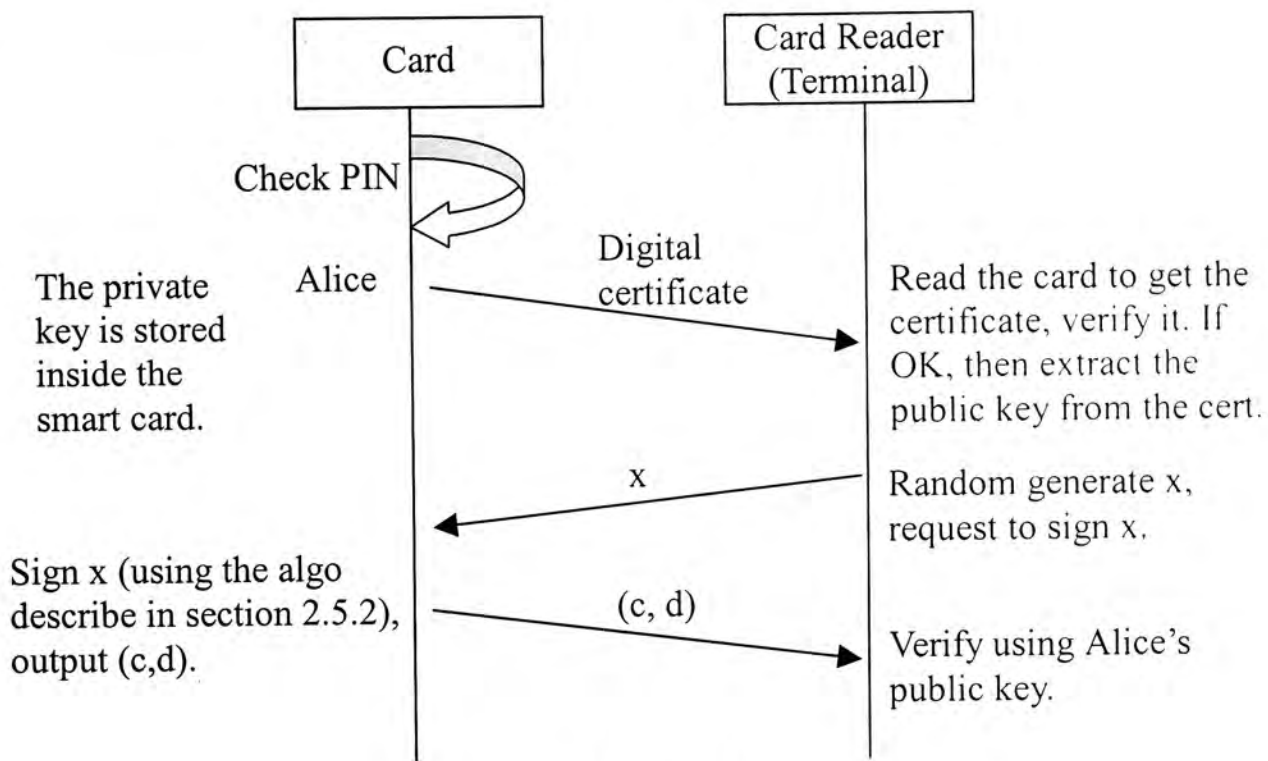 Card
Card Reader
(Terminal)
Check PIN
Alice
Digital
certificate
The private
key is stored
inside the
smart card.
Read the card to get the
certificate, verify it. If
OK, then extract the
public key from the cert.
x
Random generate x,
request to sign x.
Sign x (using the algo
describe in section 2.5.2),
output (c,d).
(c, d)
Verify using Alice's
public key.